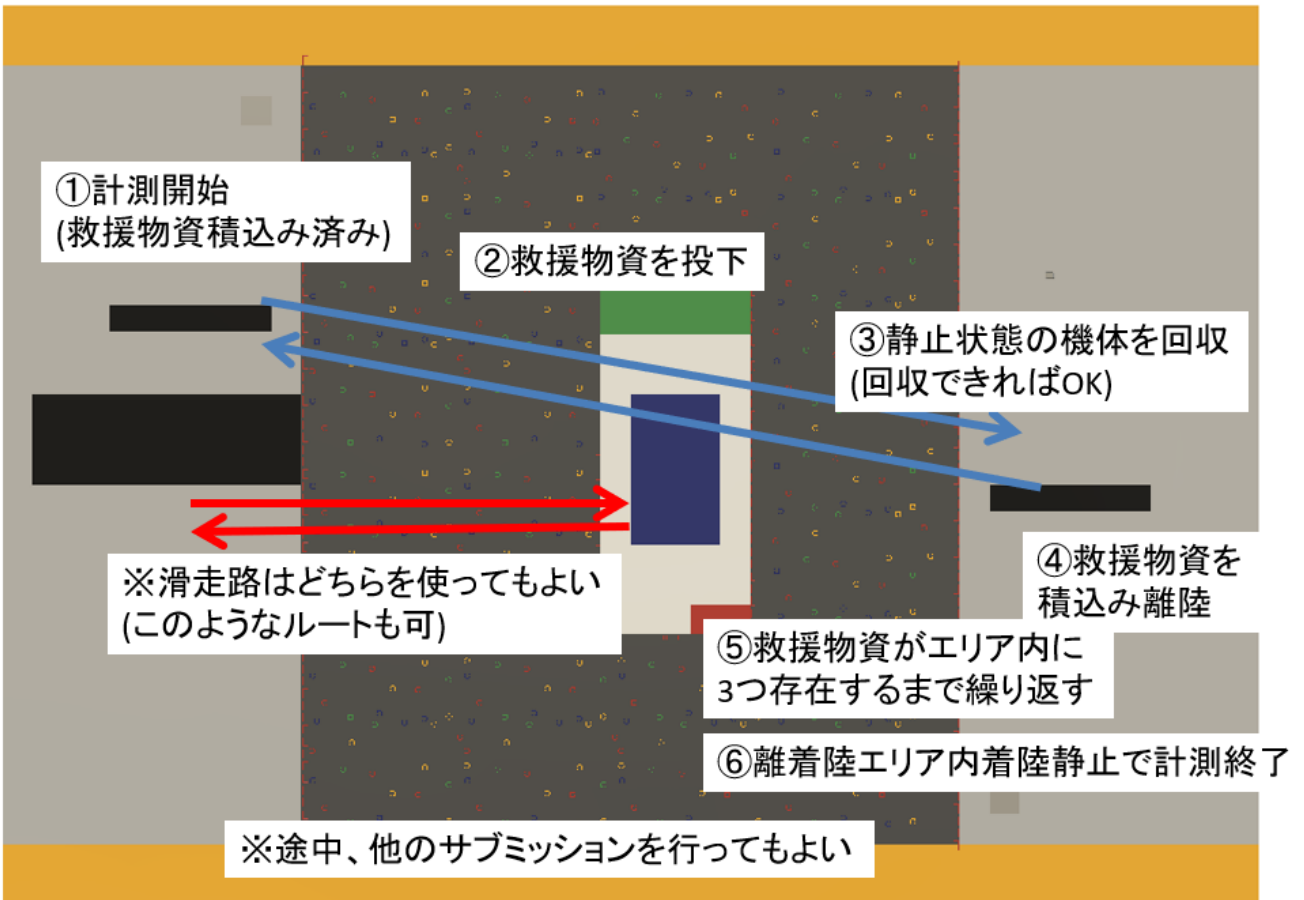 ①計測開始
(救援物資積込み済み)
②救援物資を投下
③静止状態の機体を回収
(回収できればOK)
※滑走路はどちらを使ってもよい
(このようなルートも可)
④救援物資を
積込み離陸
⑤救援物資がエリア内に
3つ存在するまで繰り返す
⑥離着陸エリア内着陸静止で計測終了
※途中、他のサブミッションを行ってもよい